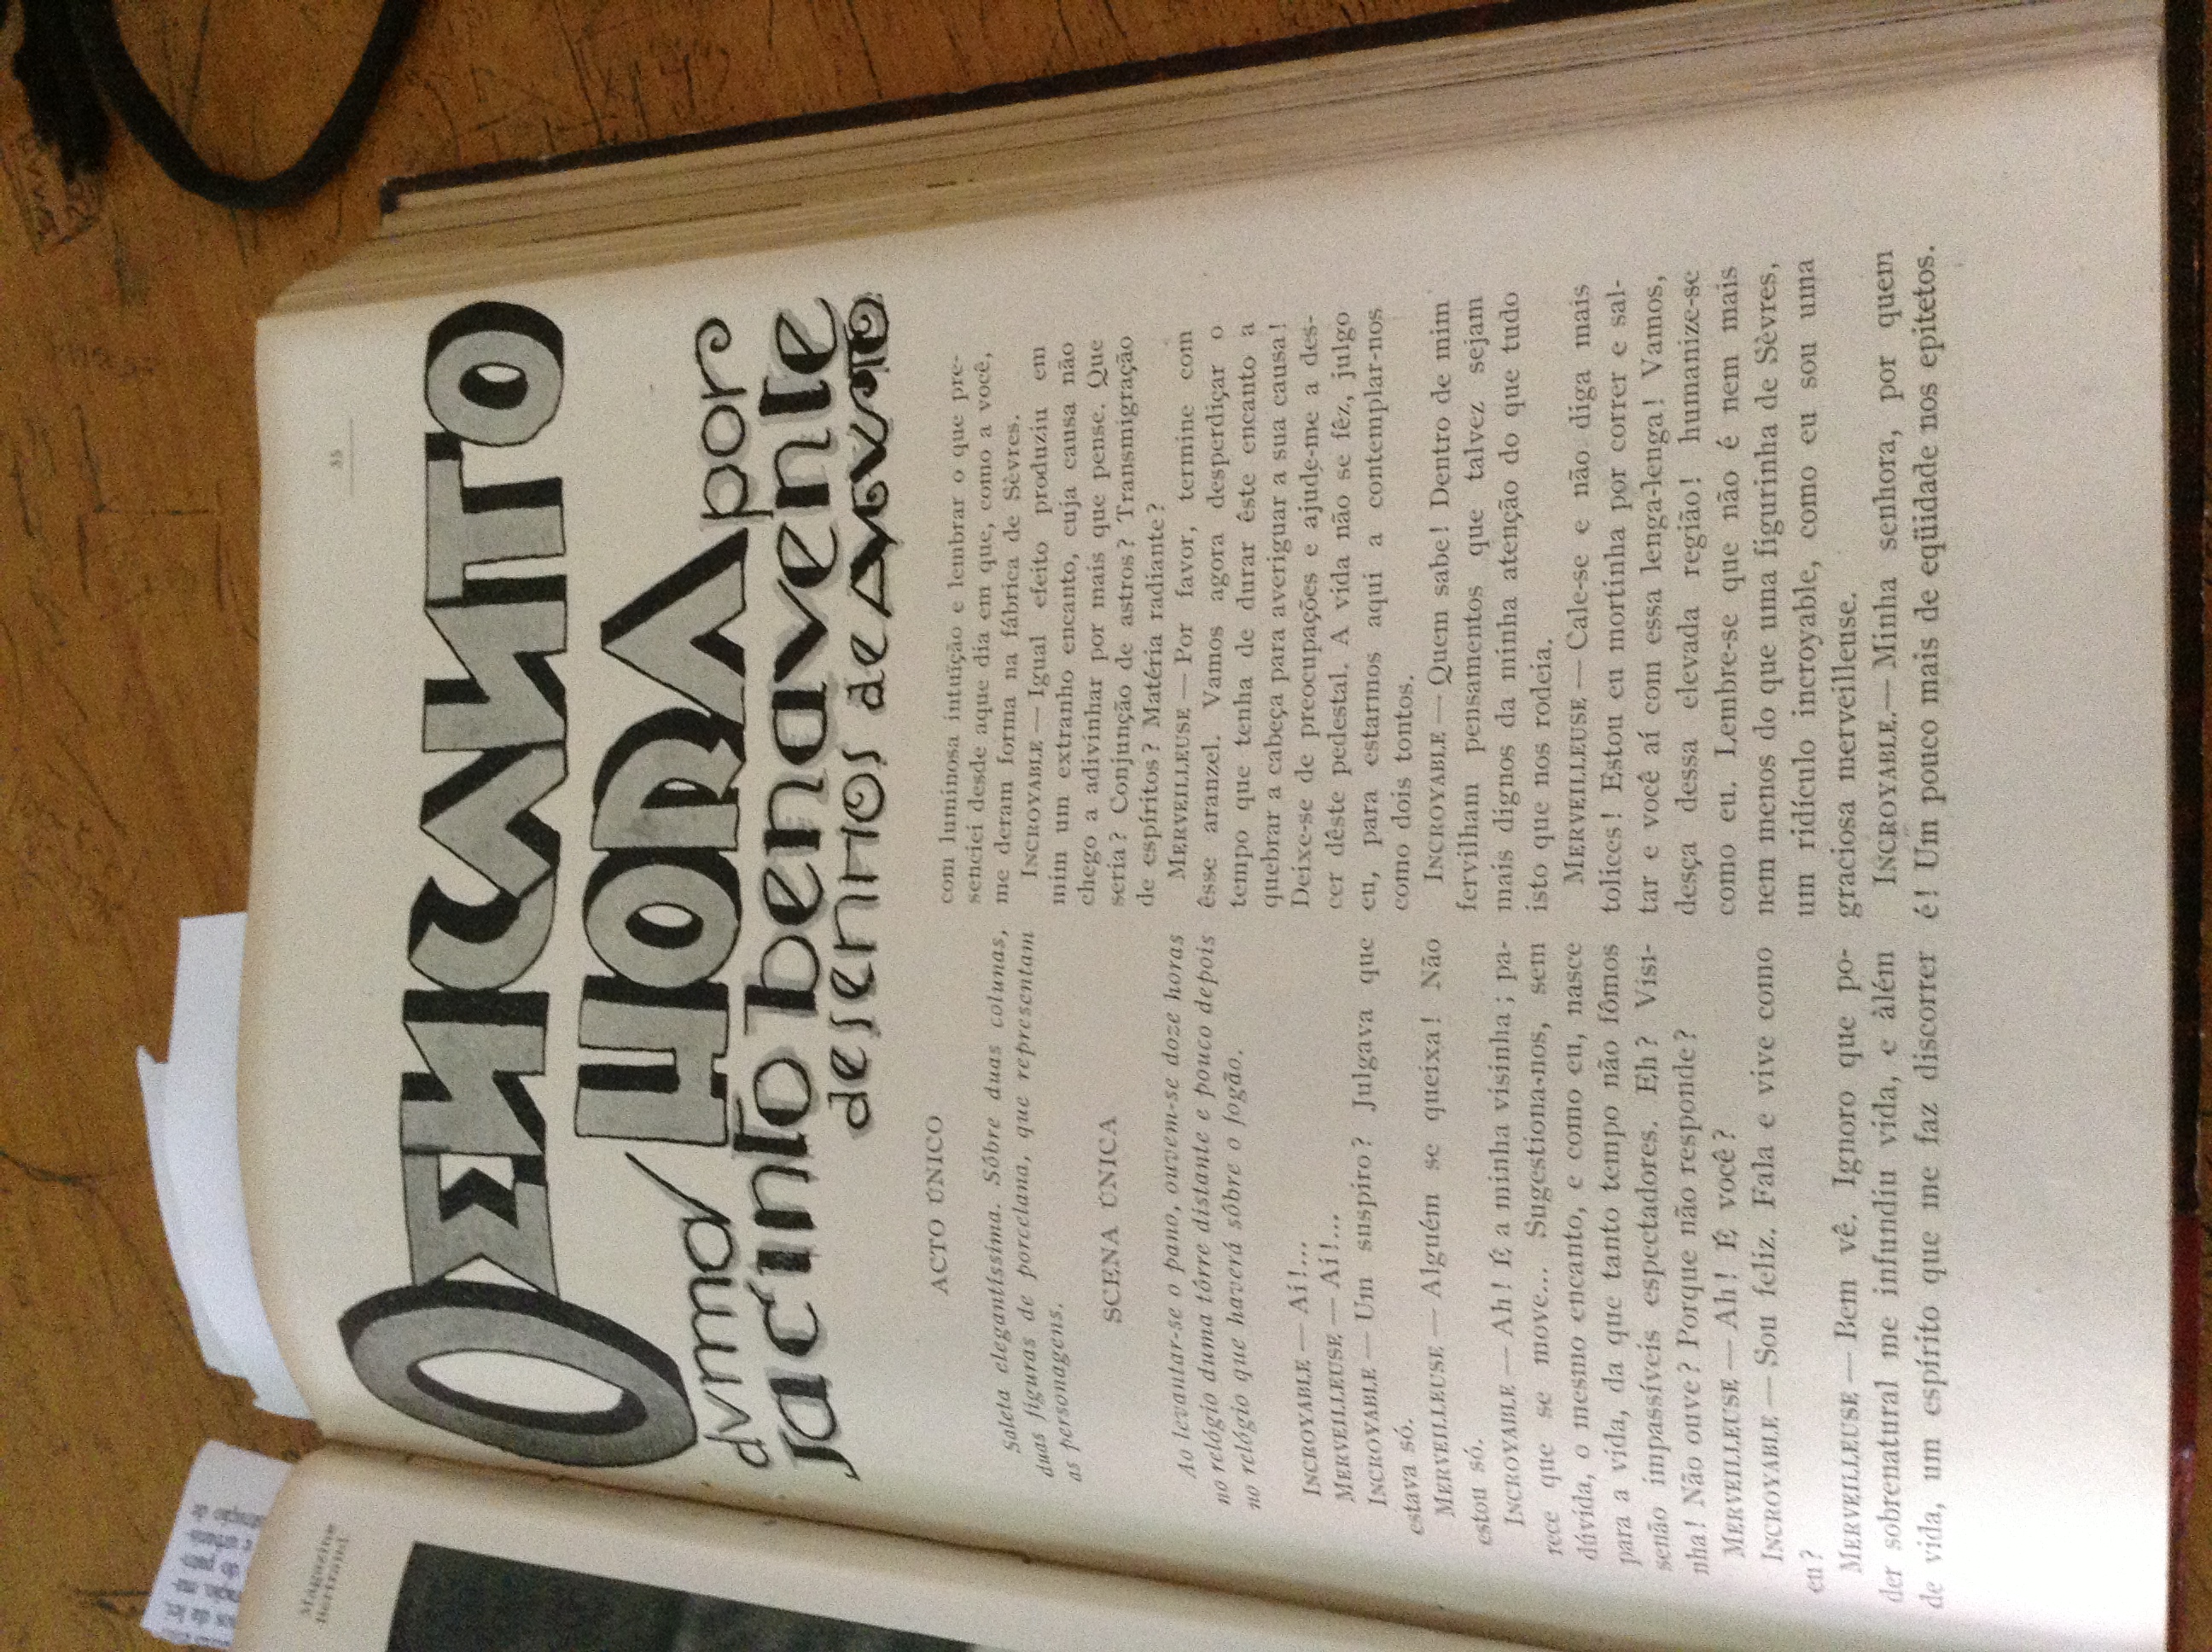 Magazine
Bertrand
35
O ENCANTO
dvma HORA por
Jacinto benavente
desenhos de
ACTO ÚNICO
Saleta elegantíssima. Sôbre duas colunas,
duas figuras de porcelana, que representam
as personagens.
SCENA ÚNICA
Ao levantar-se o pano, ouvem-se doze horas
no relógio duma tôrre distante e pouco depois
no relógio que haverá sôbre o fogão.
INCROYABLE — Ai!...
MERVEILLEUSE — Ai!...
INCROYABLE — Um suspiro? Julgava que
estava só.
MERVEILLEUSE — Alguém se queixa! Não
estou só.
INCROYABLE — Ah! É a minha visinha; pa-
rece que se move... Sugestiona-nos, sem
dúvida, o mesmo encanto, e como eu, nasce
para a vida, da que tanto tempo não fômos
senão impassíveis espectadores. Eh? Visi-
nha! Não ouve? Porque não responde?
MERVEILLEUSE — Ah! É você?
INCROYABLE — Sou feliz. Fala e vive como
eu?
MERVEILLEUSE — Bem vê. Ignoro que po-
der sobrenatural me infundiu vida, e àlém
de vida, um espírito que me faz discorrer
com luminosa intuïção e lembrar o que pre-
senciei desde aque dia em que, como a você,
me deram forma na fábrica de Sèvres.
INCROYABLE — Igual efeito produziu em
mim um extranho encanto, cuja causa não
chego a adivinhar por mais que pense. Que
seria? Conjunção de astros? Transmigração
de espíritos? Matéria radiante?
MERVEILLEUSE — Por favor, termine com
êsse aranzel. Vamos agora desperdiçar o
tempo que tenha de durar êste encanto a
quebrar a cabeça para averiguar a sua causa!
Deixe-se de preocupações e ajude-me a des-
cer dêste pedestal. A vida não se fêz, julgo
eu, para estarmos aqui a contemplar-nos
como dois tontos.
INCROYABLE — Quem sabe! Dentro de mim
fervilham pensamentos que talvez sejam
mais dignos da minha atenção do que tudo
isto que nos rodeia.
MERVEILLEUSE — Cale-se e não diga mais
tolices! Estou eu mortinha por correr e sal-
tar e você aí com essa lenga-lenga! Vamos,
desça dessa elevada região! humanize-se
como eu. Lembre-se que não é nem mais
nem menos do que uma figurinha de Sèvres,
um ridículo incroyable, como eu sou uma
graciosa merveilleuse.
INCROYABLE.— Minha senhora, por quem
é! Um pouco mais de eqüidade nos epitetos.